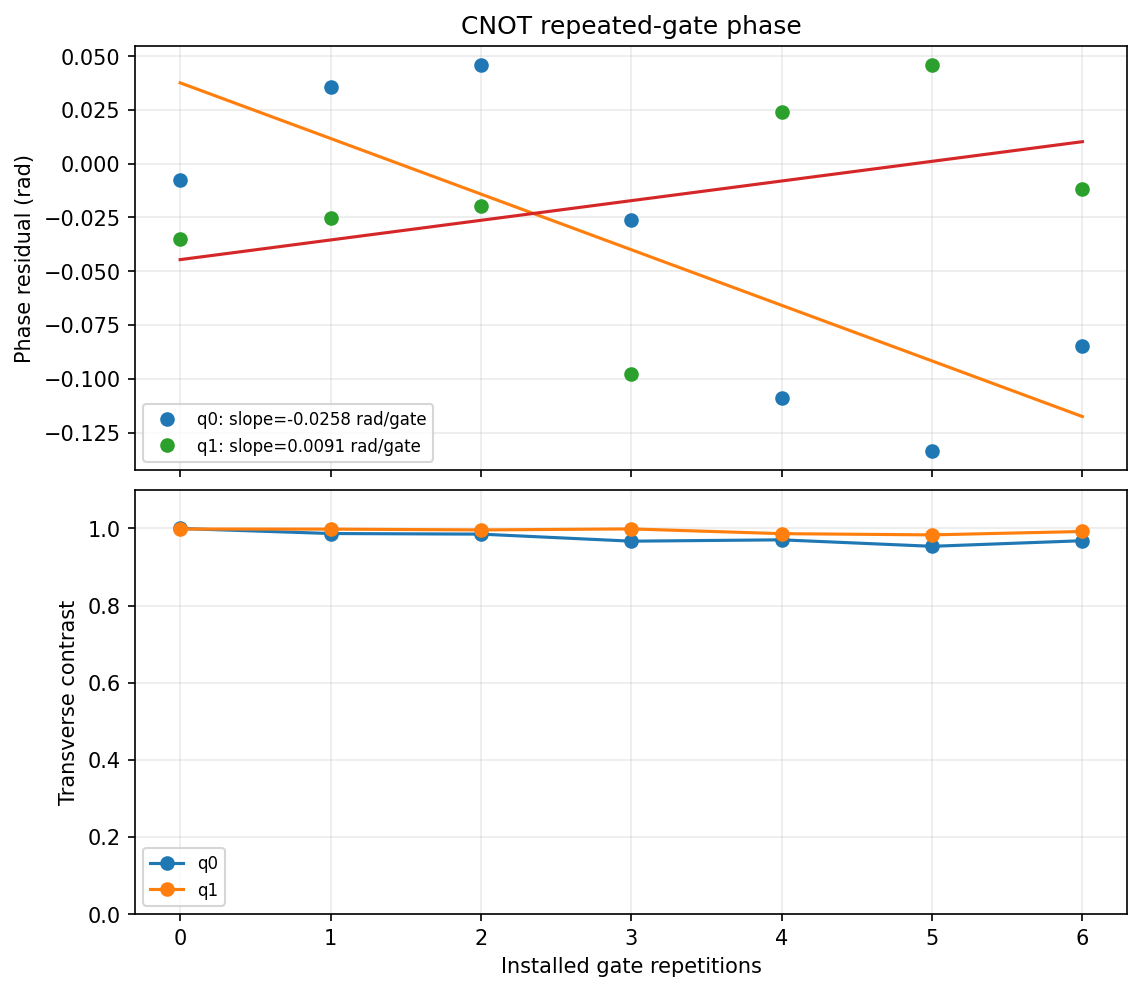 CNOT repeated-gate phase
Phase residual (rad)
0.050
0.025
0.000
−0.025
−0.050
−0.075
−0.100
−0.125
q0: slope=-0.0258 rad/gate
q1: slope=0.0091 rad/gate
Transverse contrast
1.0
0.8
0.6
0.4
0.2
0.0
q0
q1
0 1 2 3 4 5 6
Installed gate repetitions